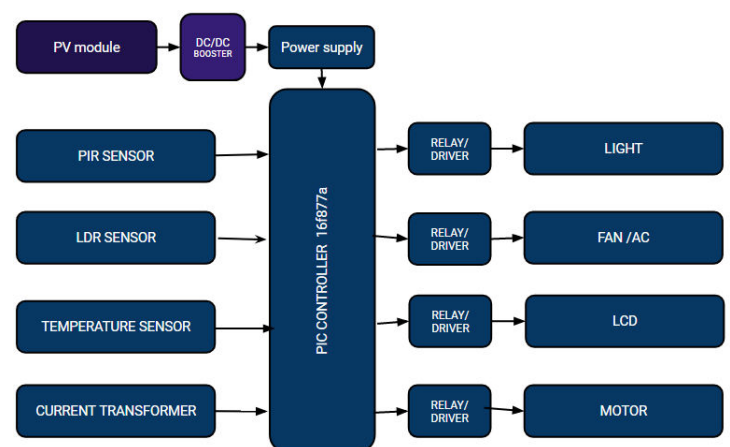 PV module
DC/DC
BOOSTER
Power supply
PIR SENSOR
LDR SENSOR
TEMPERATURE SENSOR
CURRENT TRANSFORMER
PIC CONTROLLER 16f877a
RELAY/
DRIVER
LIGHT
RELAY/
DRIVER
FAN /AC
RELAY/
DRIVER
LCD
RELAY/
DRIVER
MOTOR